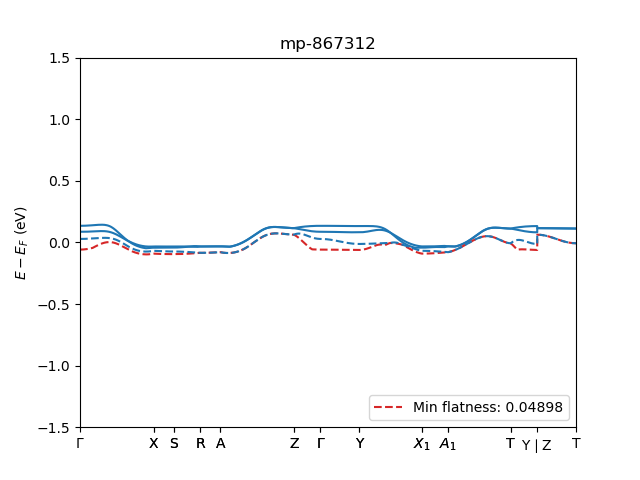 mp-867312
1.5
1.0
0.5
0.0
−0.5
−1.0
−1.5
E − E_F (eV)
Min flatness: 0.04898
Γ X S R A Z Γ Y X₁ A₁ T Y | Z T